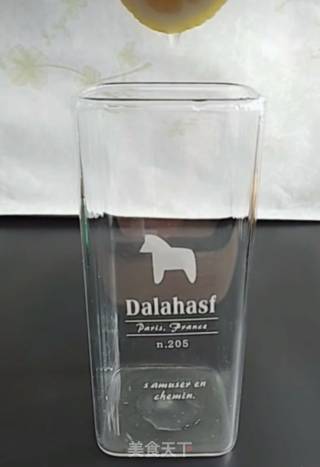 Dalahasf
Paris, France
n.205
s amuser en
chemin.
美食天下